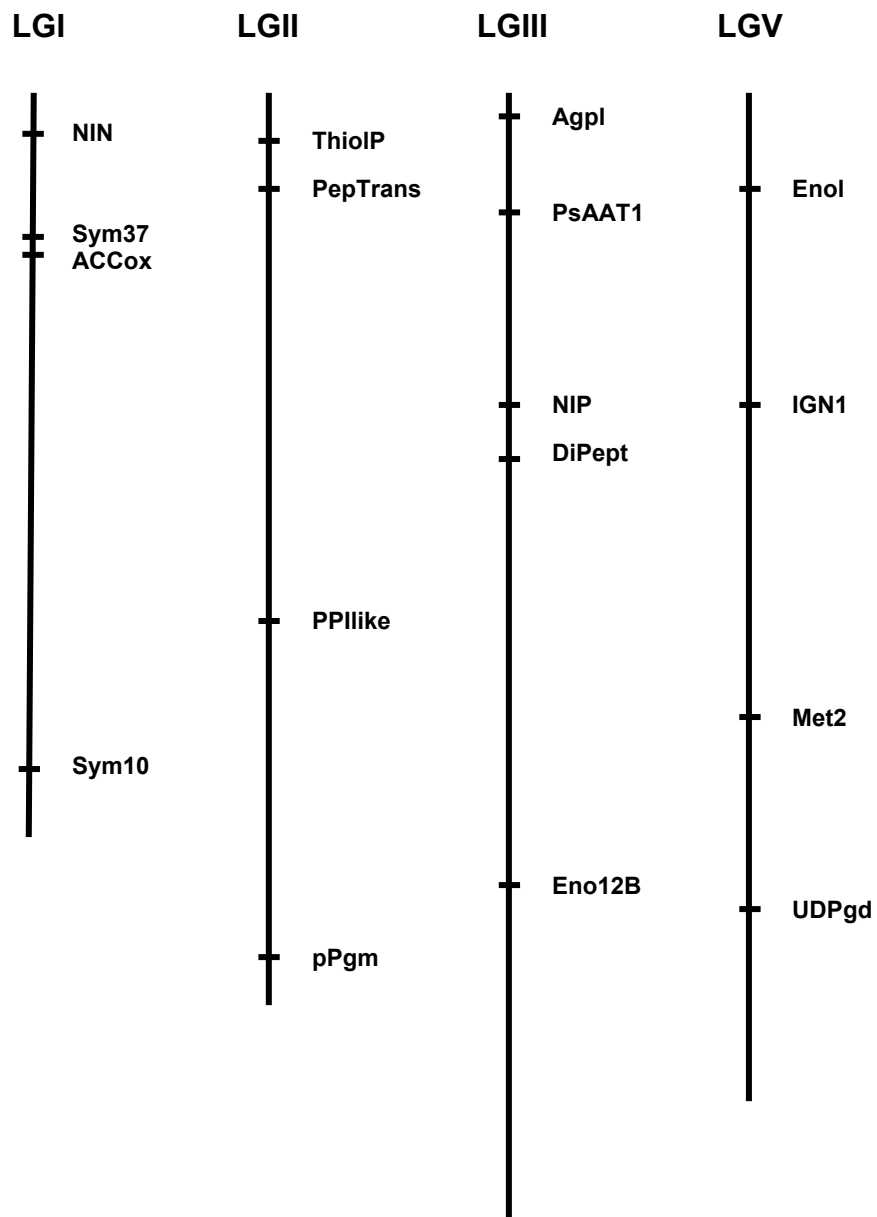 LGI LGII LGIII LGV
NIN
Sym37
ACCox
Sym10
ThiolP
PepTrans
PPIlike
pPgm
AgpI
PsAAT1
NIP
DiPept
Eno12B
Enol
IGN1
Met2
UDPgd